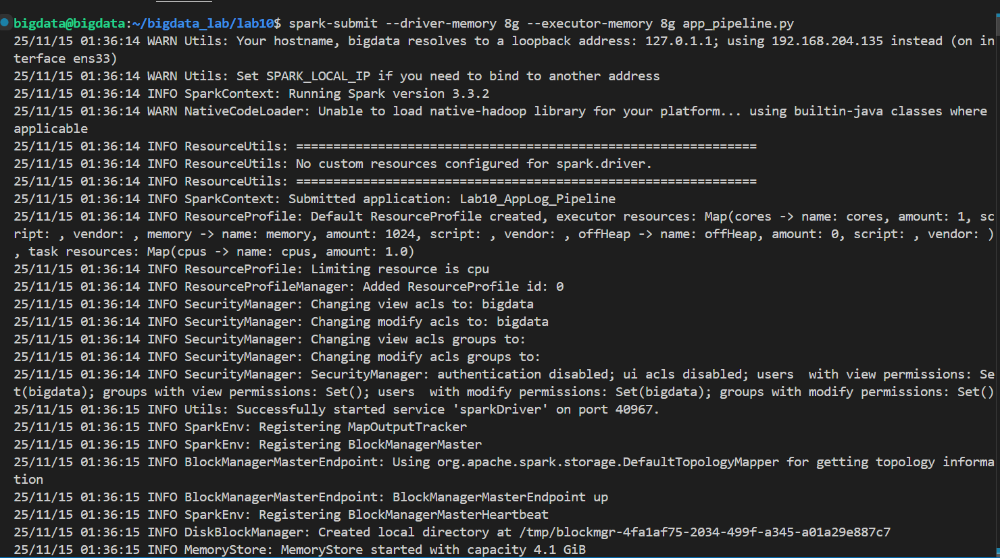 bigdata@bigdata:~/bigdata_lab/lab10$ spark-submit --driver-memory 8g --executor-memory 8g app_pipeline.py
25/11/15 01:36:14 WARN Utils: Your hostname, bigdata resolves to a loopback address: 127.0.1.1; using 192.168.204.135 instead (on in
terface ens33)
25/11/15 01:36:14 WARN Utils: Set SPARK_LOCAL_IP if you need to bind to another address
25/11/15 01:36:14 INFO SparkContext: Running Spark version 3.3.2
25/11/15 01:36:14 WARN NativeCodeLoader: Unable to load native-hadoop library for your platform... using builtin-java classes where
applicable
25/11/15 01:36:14 INFO ResourceUtils: ==============================================================
25/11/15 01:36:14 INFO ResourceUtils: No custom resources configured for spark.driver.
25/11/15 01:36:14 INFO ResourceUtils: ==============================================================
25/11/15 01:36:14 INFO SparkContext: Submitted application: Lab10_AppLog_Pipeline
25/11/15 01:36:14 INFO ResourceProfile: Default ResourceProfile created, executor resources: Map(cores -> name: cores, amount: 1, sc
ript: , vendor: , memory -> name: memory, amount: 1024, script: , vendor: , offHeap -> name: offHeap, amount: 0, script: , vendor: )
, task resources: Map(cpus -> name: cpus, amount: 1.0)
25/11/15 01:36:14 INFO ResourceProfile: Limiting resource is cpu
25/11/15 01:36:14 INFO ResourceProfileManager: Added ResourceProfile id: 0
25/11/15 01:36:14 INFO SecurityManager: Changing view acls to: bigdata
25/11/15 01:36:14 INFO SecurityManager: Changing modify acls to: bigdata
25/11/15 01:36:14 INFO SecurityManager: Changing view acls groups to:
25/11/15 01:36:14 INFO SecurityManager: Changing modify acls groups to:
25/11/15 01:36:14 INFO SecurityManager: SecurityManager: authentication disabled; ui acls disabled; users  with view permissions: Se
t(bigdata); groups with view permissions: Set(); users  with modify permissions: Set(bigdata); groups with modify permissions: Set()
25/11/15 01:36:15 INFO Utils: Successfully started service 'sparkDriver' on port 40967.
25/11/15 01:36:15 INFO SparkEnv: Registering MapOutputTracker
25/11/15 01:36:15 INFO SparkEnv: Registering BlockManagerMaster
25/11/15 01:36:15 INFO BlockManagerMasterEndpoint: Using org.apache.spark.storage.DefaultTopologyMapper for getting topology informa
tion
25/11/15 01:36:15 INFO BlockManagerMasterEndpoint: BlockManagerMasterEndpoint up
25/11/15 01:36:15 INFO SparkEnv: Registering BlockManagerMasterHeartbeat
25/11/15 01:36:15 INFO DiskBlockManager: Created local directory at /tmp/blockmgr-4fa1af75-2034-499f-a345-a01a29e887c7
25/11/15 01:36:15 INFO MemoryStore: MemoryStore started with capacity 4.1 GiB